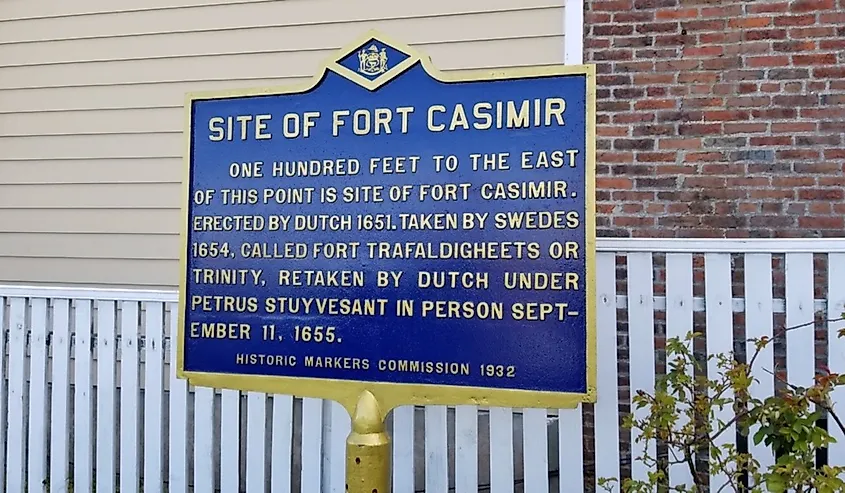 SITE OF FORT CASIMIR
ONE HUNDRED FEET TO THE EAST
OF THIS POINT IS SITE OF FORT CASIMIR.
ERECTED BY DUTCH 1651. TAKEN BY SWEDES
1654, CALLED FORT TRAFALDIGHEETS OR
TRINITY, RETAKEN BY DUTCH UNDER
PETRUS STUYVESANT IN PERSON SEPT-
EMBER 11, 1655.
HISTORIC MARKERS COMMISSION 1932